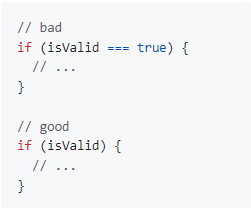 // bad
if (isValid === true) {
  // ...
}

// good
if (isValid) {
  // ...
}